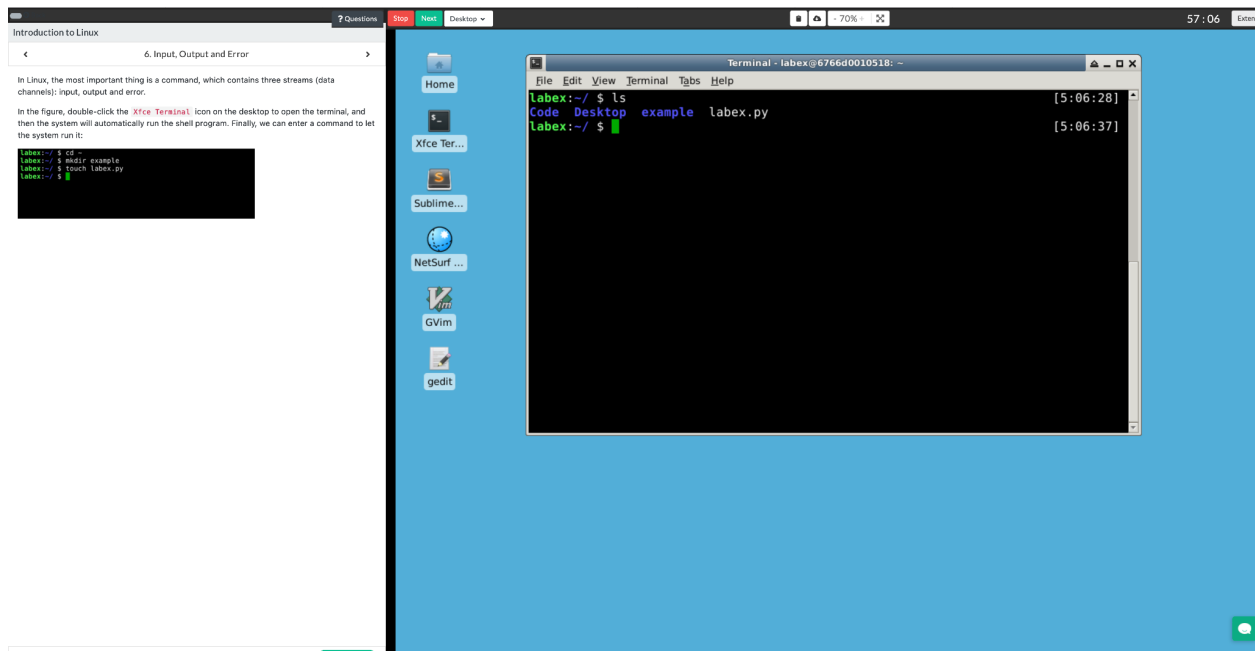 ? Questions
Stop Next Desktop
- 70% +
57:06 Exten
Introduction to Linux
6. Input, Output and Error
In Linux, the most important thing is a command, which contains three streams (data
channels): input, output and error.
In the figure, double-click the Xfce Terminal icon on the desktop to open the terminal, and
then the system will automatically run the shell program. Finally, we can enter a command to let
the system run it:
labex:~/ $ cd ~
labex:~/ $ mkdir example
labex:~/ $ touch labex.py
labex:~/ $
Home
Xfce Ter...
Sublime...
NetSurf ...
GVim
gedit
Terminal - labex@6766d0010518: ~
File Edit View Terminal Tabs Help
labex:~/ $ ls [5:06:28]
Code Desktop example labex.py
labex:~/ $ [5:06:37]